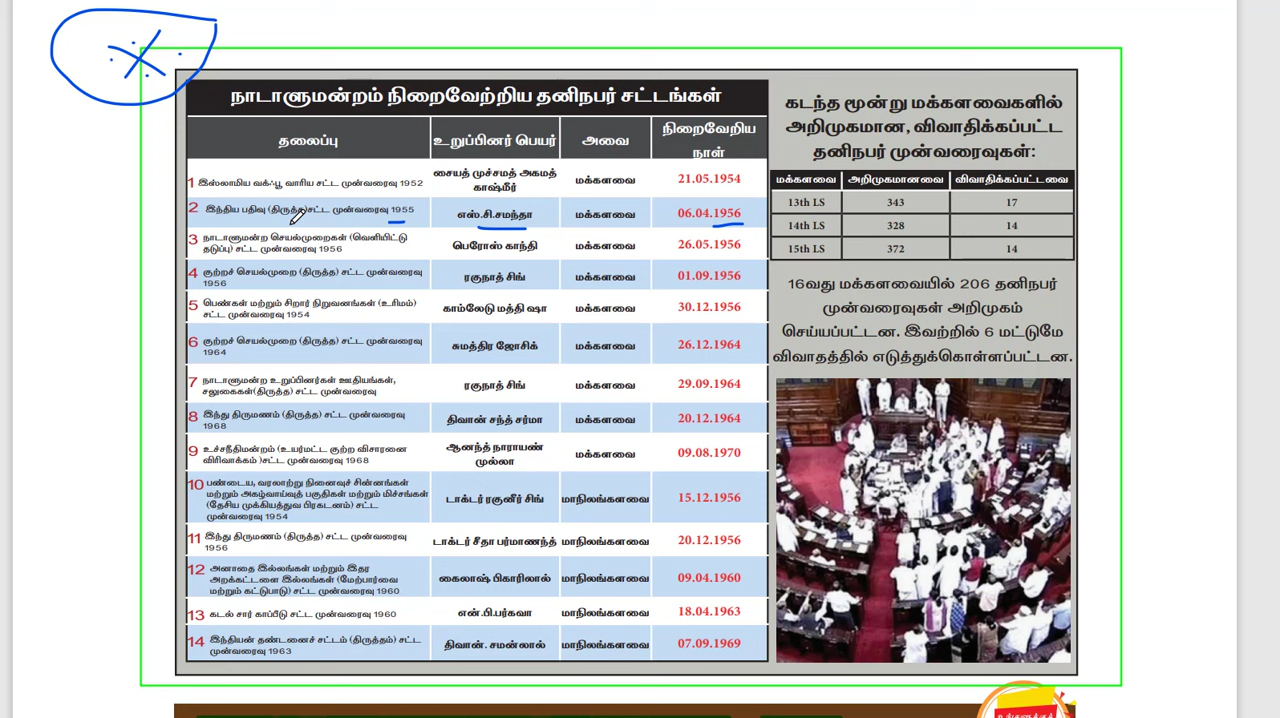 நாடாளுமன்றம் நிறைவேற்றிய தனிநபர் சட்டங்கள்
தலைப்பு உறுப்பினர் பெயர் அவை நிறைவேறிய
நாள்
1 இஸ்லாமிய வக்ஃபூ வாரிய சட்ட முன்வரைவு 1952 சையத் முச்சமத் அகமத்
காஷ்மீர் மக்களவை 21.05.1954
2 இந்திய பதிவு (திருத்த)சட்ட முன்வரைவு 1955 எஸ்.சி.சமந்தா மக்களவை 06.04.1956
3 நாடாளுமன்ற செயல்முறைகள் (வெளியிட்டு
தடுப்பு) சட்ட முன்வரைவு 1956 பெரோஸ் காந்தி மக்களவை 26.05.1956
4 குற்றச் செயல்முறை (திருத்த) சட்ட முன்வரைவு
1956 ரகுநாத் சிங் மக்களவை 01.09.1956
5 பெண்கள் மற்றும் சிறார் நிறுவனங்கள் (உரிமம்)
சட்ட முன்வரைவு 1954 காம்லேடு மத்தி ஷா மக்களவை 30.12.1956
6 குற்றச் செயல்முறை (திருத்த) சட்ட முன்வரைவு
1964 சுமத்திர ஜோசிக் மக்களவை 26.12.1964
7 நாடாளுமன்ற உறுப்பினர்கள் ஊதியங்கள்,
சலுகைகள்(திருத்த) சட்ட முன்வரைவு ரகுநாத் சிங் மக்களவை 29.09.1964
8 இந்து திருமணம் (திருத்த) சட்ட முன்வரைவு
1968 திவான் சந்த் சர்மா மக்களவை 20.12.1964
9 உச்சநீதிமன்றம் (உயர்மட்ட குற்ற விசாரனை
விரிவாக்கம் )சட்ட முன்வரைவு 1968 ஆனந்த் நாராயண்
முல்லா மக்களவை 09.08.1970
10 பண்டைய, வரலாற்று நினைவுச் சின்னங்கள்
மற்றும் அகழ்வாய்வுத் பகுதிகள் மற்றும் மிச்சங்கள்
(தேசிய முக்கியத்துவ பிரகடனம்) சட்ட
முன்வரைவு 1954 டாக்டர் ரகுனீர் சிங் மாநிலங்களவை 15.12.1956
11 இந்து திருமணம் (திருத்த) சட்ட முன்வரைவு
1956 டாக்டர் சீதா பர்மாணந்த் மாநிலங்களவை 20.12.1956
12 அனாதை இல்லங்கள் மற்றும் இதர
அறக்கட்டளை இல்லங்கள் (மேற்பார்வை
மற்றும் கட்டுபாடு) சட்ட முன்வரைவு 1960 கைலாஷ் பிகாரிலால் மாநிலங்களவை 09.04.1960
13 கடல் சார் காப்பீடு சட்ட முன்வரைவு 1960 என்.பி.பர்கவா மாநிலங்களவை 18.04.1963
14 இந்தியன் தண்டனைச் சட்டம் (திருத்தம்) சட்ட
முன்வரைவு 1963 திவான். சமன்லால் மாநிலங்களவை 07.09.1969
கடந்த மூன்று மக்களவைகளில்
அறிமுகமான, விவாதிக்கப்பட்ட
தனிநபர் முன்வரைவுகள்:
மக்களவை அறிமுகமானவை விவாதிக்கப்பட்டவை
13th LS 343 17
14th LS 328 14
15th LS 372 14
16வது மக்களவையில் 206 தனிநபர்
முன்வரைவுகள் அறிமுகம்
செய்யப்பட்டன. இவற்றில் 6 மட்டுமே
விவாதத்தில் எடுத்துக்கொள்ளப்பட்டன.